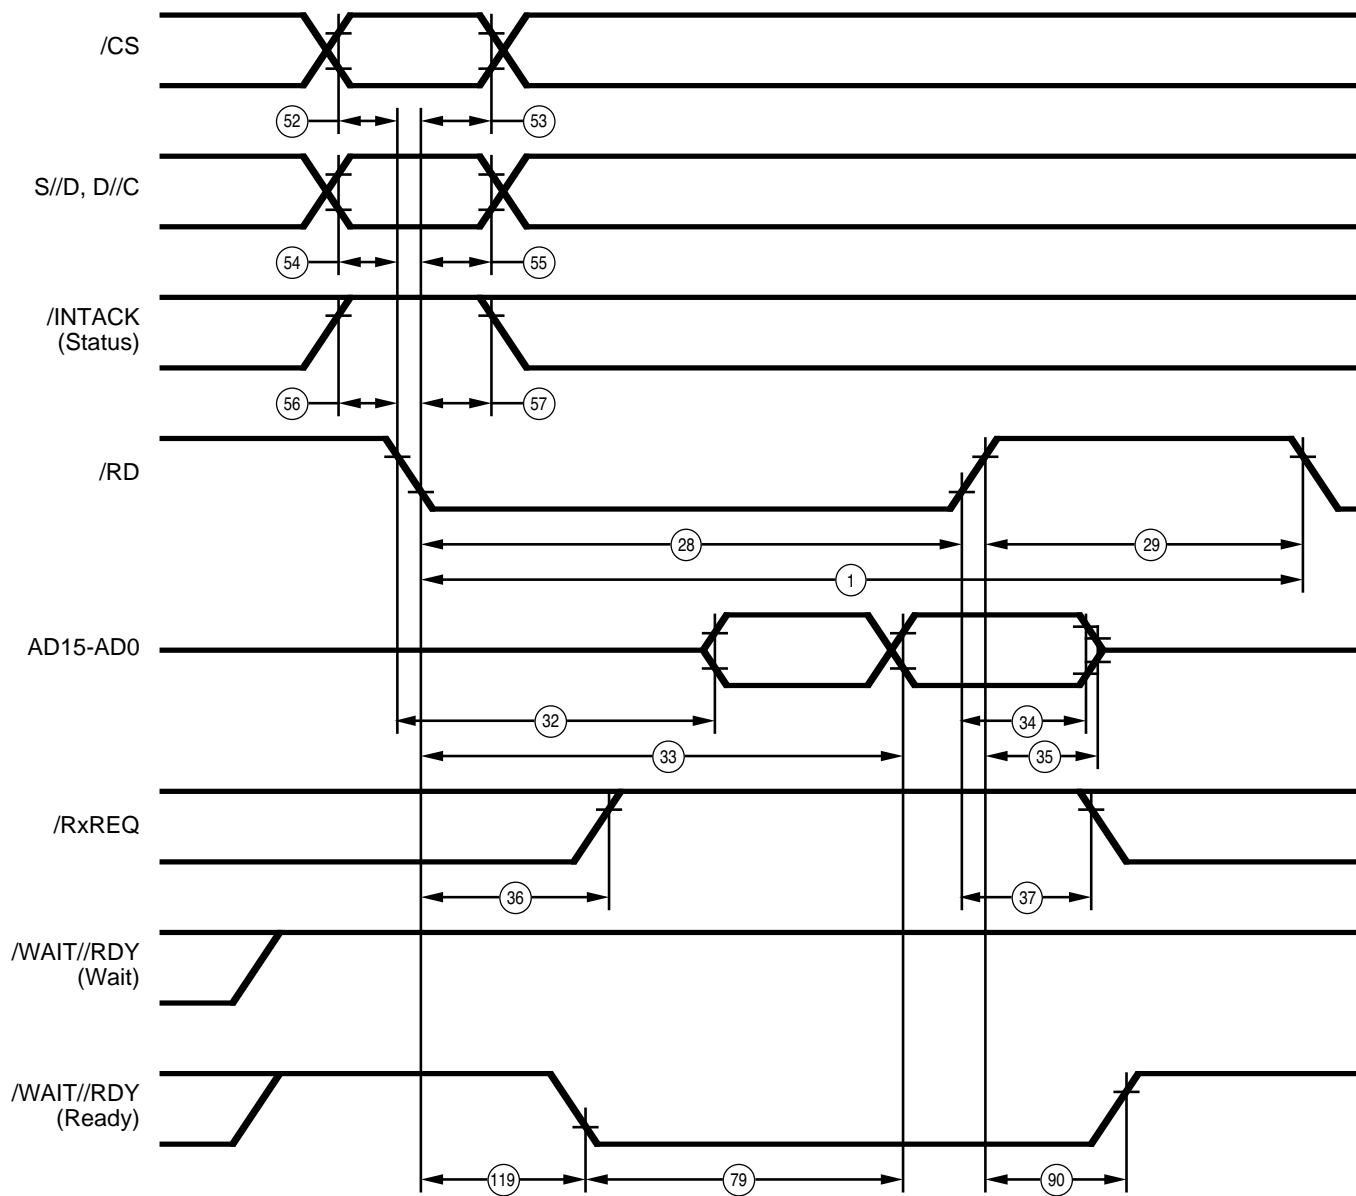 /CS
52
53
S//D, D//C
54
55
/INTACK
(Status)
56
57
/RD
28
29
1
AD15-AD0
32
34
33
35
/RxREQ
36
37
/WAIT//RDY
(Wait)
/WAIT//RDY
(Ready)
119
79
90